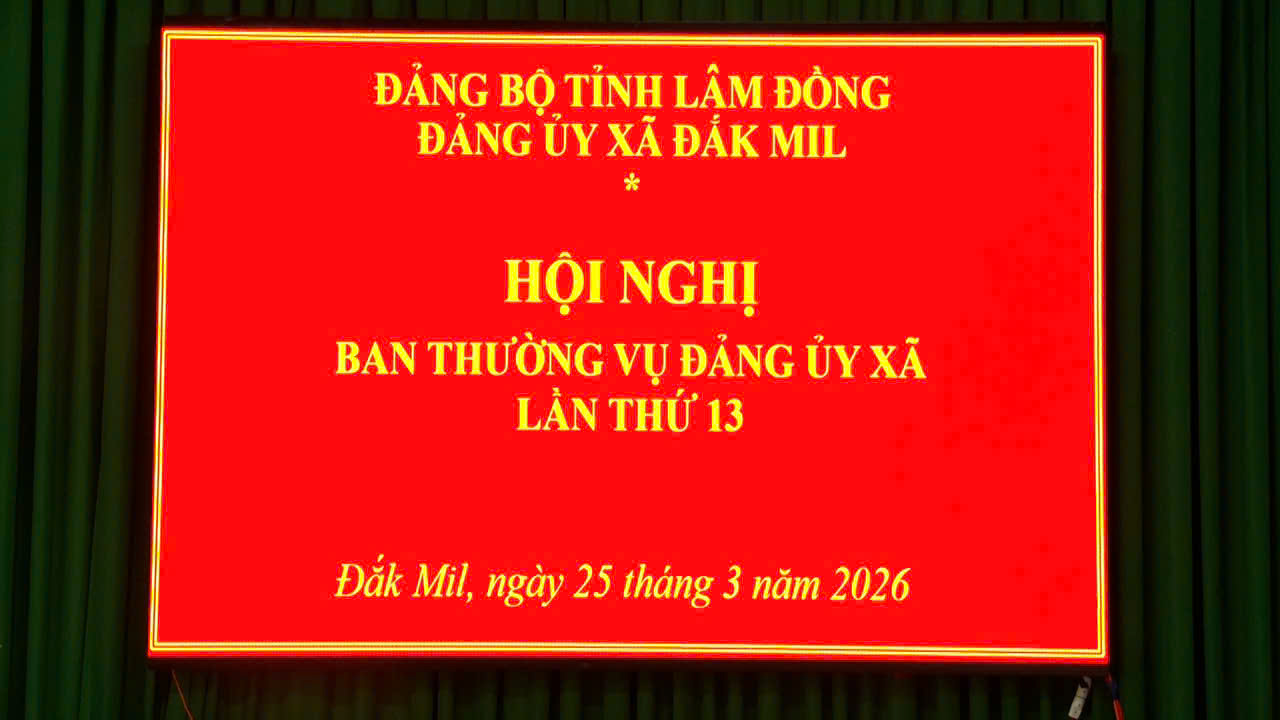 ĐẢNG BỘ TỈNH LÂM ĐỒNG
ĐẢNG ỦY XÃ ĐẮK MIL
*
HỘI NGHỊ
BAN THƯỜNG VỤ ĐẢNG ỦY XÃ
LẦN THỨ 13
Đắk Mil, ngày 25 tháng 3 năm 2026